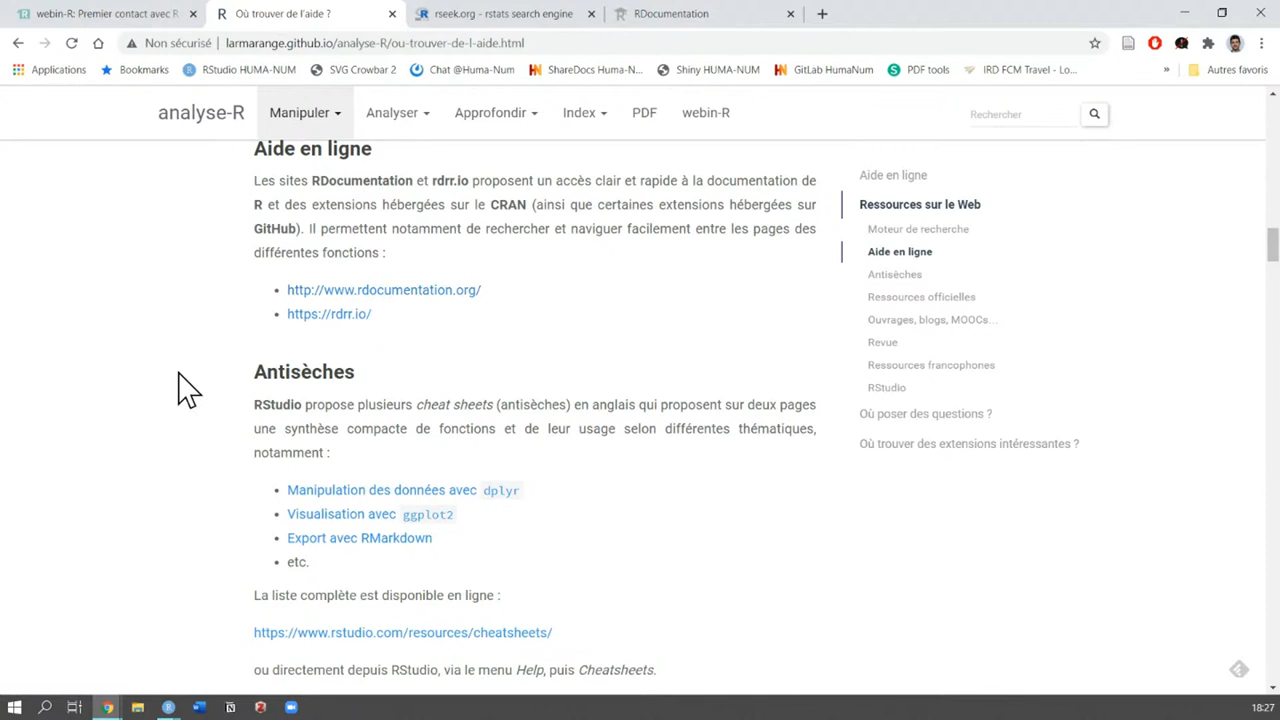 webin-R: Premier contact avec R
Où trouver de l'aide ?
rseek.org - rstats search engine
RDocumentation
Non sécurisé
larmarange.github.io/analyse-R/ou-trouver-de-l-aide.html
Applications
Bookmarks
RStudio HUMA-NUM
SVG Crowbar 2
Chat @Huma-Num
ShareDocs Huma-N...
Shiny HUMA-NUM
GitLab HumaNum
PDF tools
IRD FCM Travel - Lo...
»
Autres favoris
analyse-R
Manipuler
Analyser
Approfondir
Index
PDF
webin-R
Rechercher
Aide en ligne
Les sites RDocumentation et rdrr.io proposent un accès clair et rapide à la documentation de
R et des extensions hébergées sur le CRAN (ainsi que certaines extensions hébergées sur
GitHub). Il permettent notamment de rechercher et naviguer facilement entre les pages des
différentes fonctions :
• http://www.rdocumentation.org/
• https://rdrr.io/
Antisèches
RStudio propose plusieurs cheat sheets (antisèches) en anglais qui proposent sur deux pages
une synthèse compacte de fonctions et de leur usage selon différentes thématiques,
notamment :
• Manipulation des données avec dplyr
• Visualisation avec ggplot2
• Export avec RMarkdown
• etc.
La liste complète est disponible en ligne :
https://www.rstudio.com/resources/cheatsheets/
ou directement depuis RStudio, via le menu Help, puis Cheatsheets.
Aide en ligne
Ressources sur le Web
Moteur de recherche
Aide en ligne
Antisèches
Ressources officielles
Ouvrages, blogs, MOOCs...
Revue
Ressources francophones
RStudio
Où poser des questions ?
Où trouver des extensions intéressantes ?
18:27